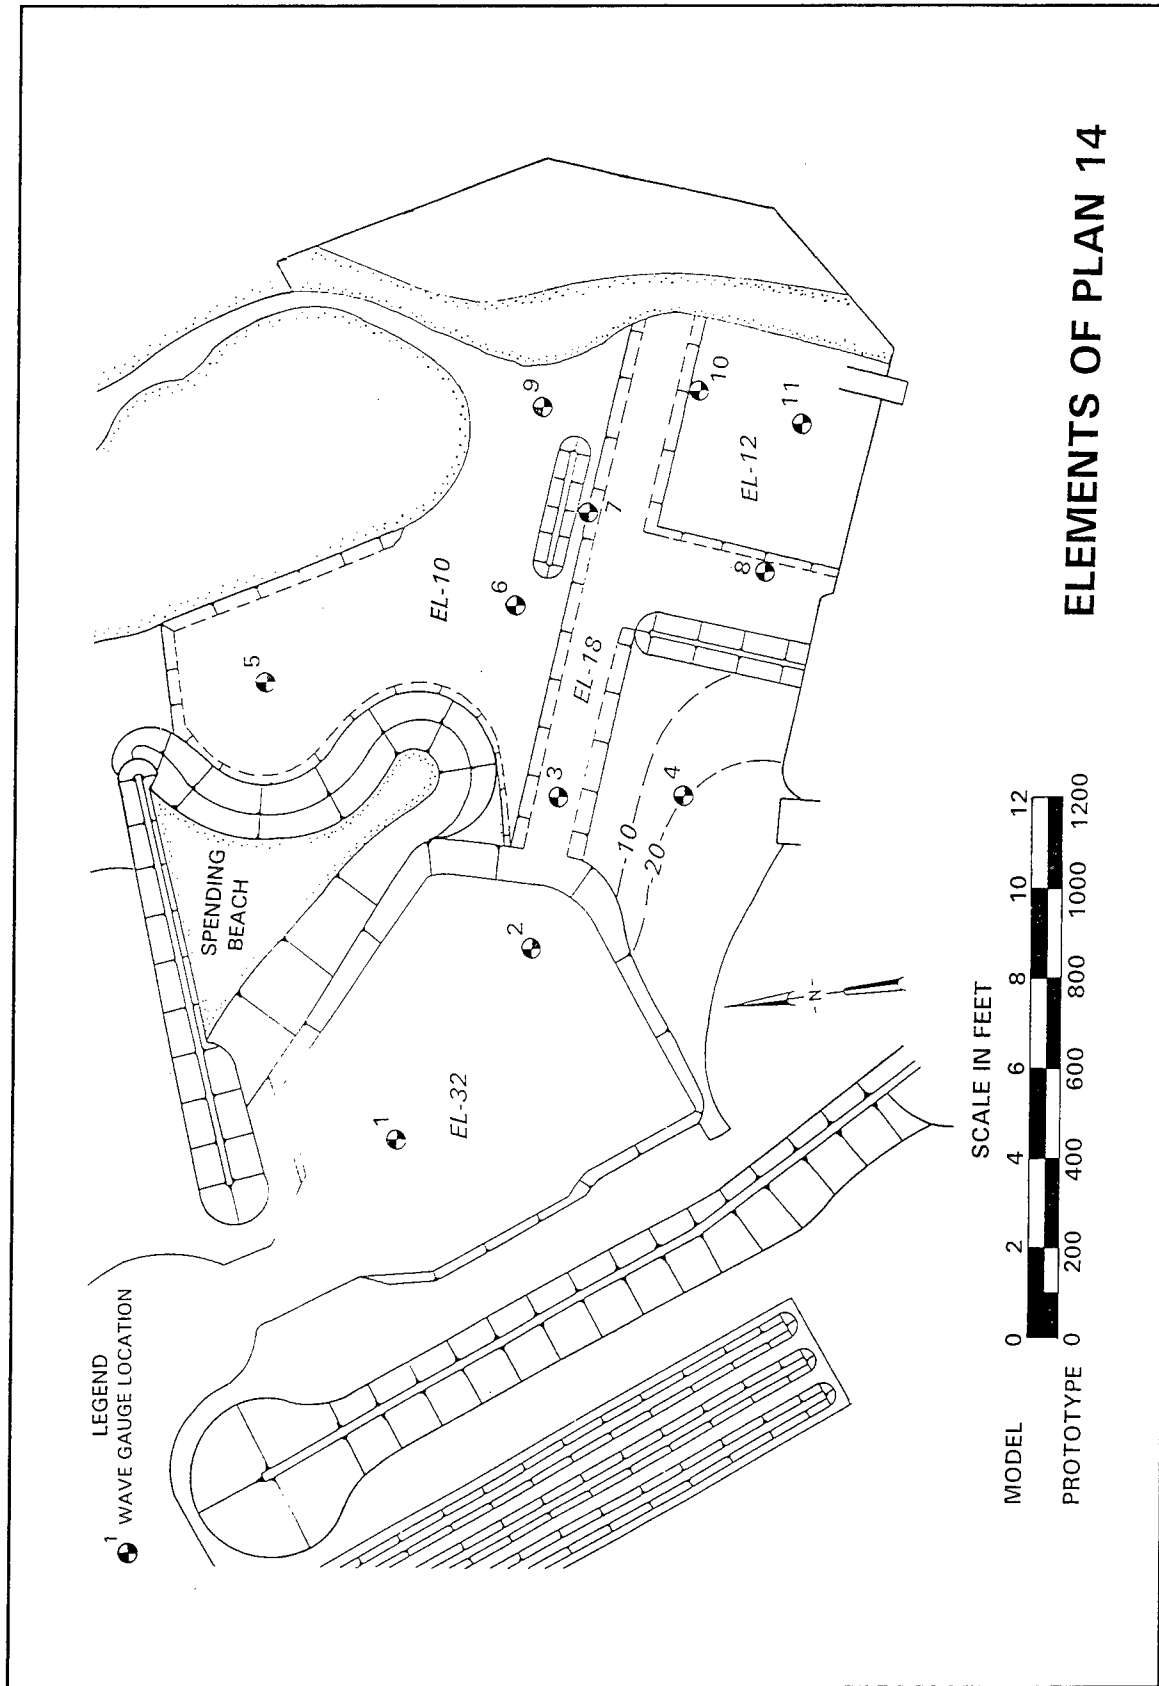 LEGEND
1 WAVE GAUGE LOCATION
SPENDING
BEACH
5
9
6
EL-10
1
2
EL-32
7
3
EL-18
10
EL-12
11
8
4
-10
-20
-N-
SCALE IN FEET
MODEL 0 2 4 6 8 10 12
PROTOTYPE 0 200 400 600 800 1000 1200
ELEMENTS OF PLAN 14